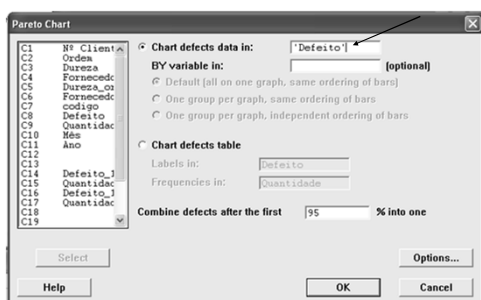 Pareto Chart
C1 Nº Client
C2 Ordem
C3 Dureza
C4 Fornecedo
C5 Dureza_or
C6 Fornecedc
C7 codigo
C8 Defeito
C9 Quantidac
C10 Mês
C11 Ano
C12
C13
C14 Defeito_1
C15 Quantidac
C16 Defeito_1
C17 Quantidac
C18
C19
Select
Help
Chart defects data in: 'Defeito'
BY variable in: (optional)
Default (all on one graph, same ordering of bars)
One group per graph, same ordering of bars
One group per graph, independent ordering of bars
Chart defects table
Labels in: Defeito
Frequencies in: Quantidade
Combine defects after the first 95 % into one
Options...
OK
Cancel